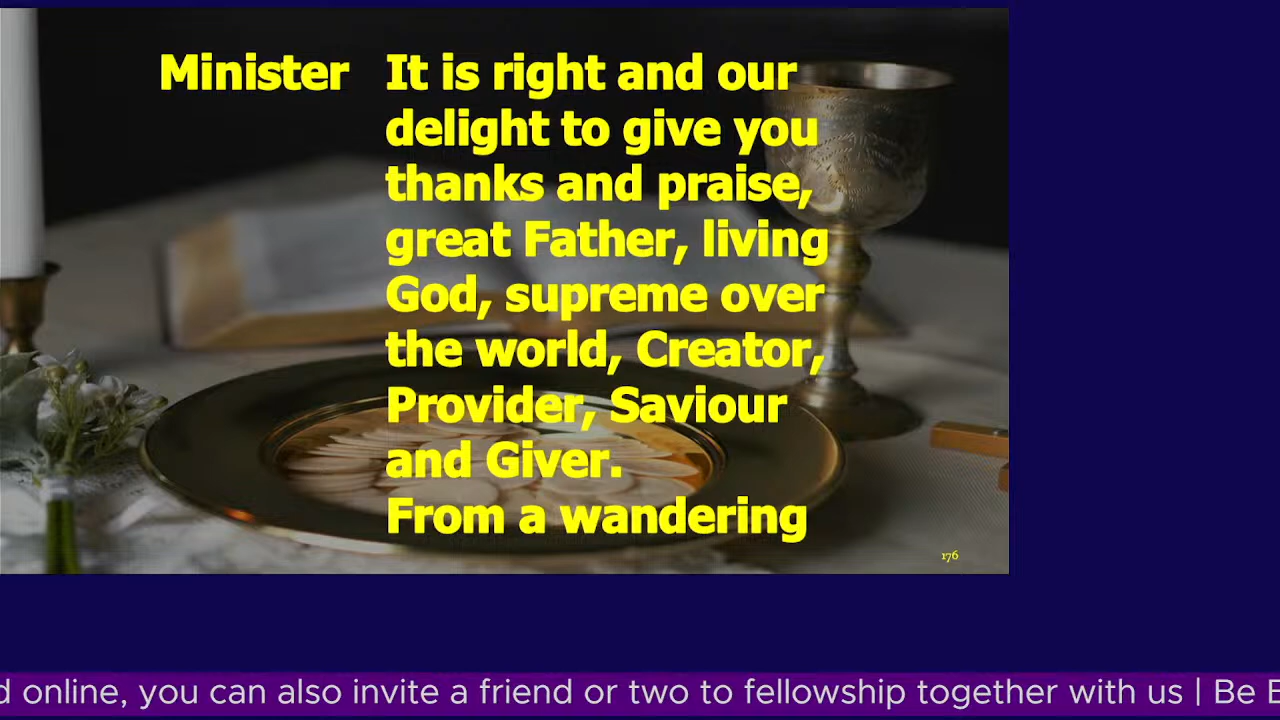 Minister It is right and our
delight to give you
thanks and praise,
great Father, living
God, supreme over
the world, Creator,
Provider, Saviour
and Giver.
From a wandering
176
online, you can also invite a friend or two to fellowship together with us | Be